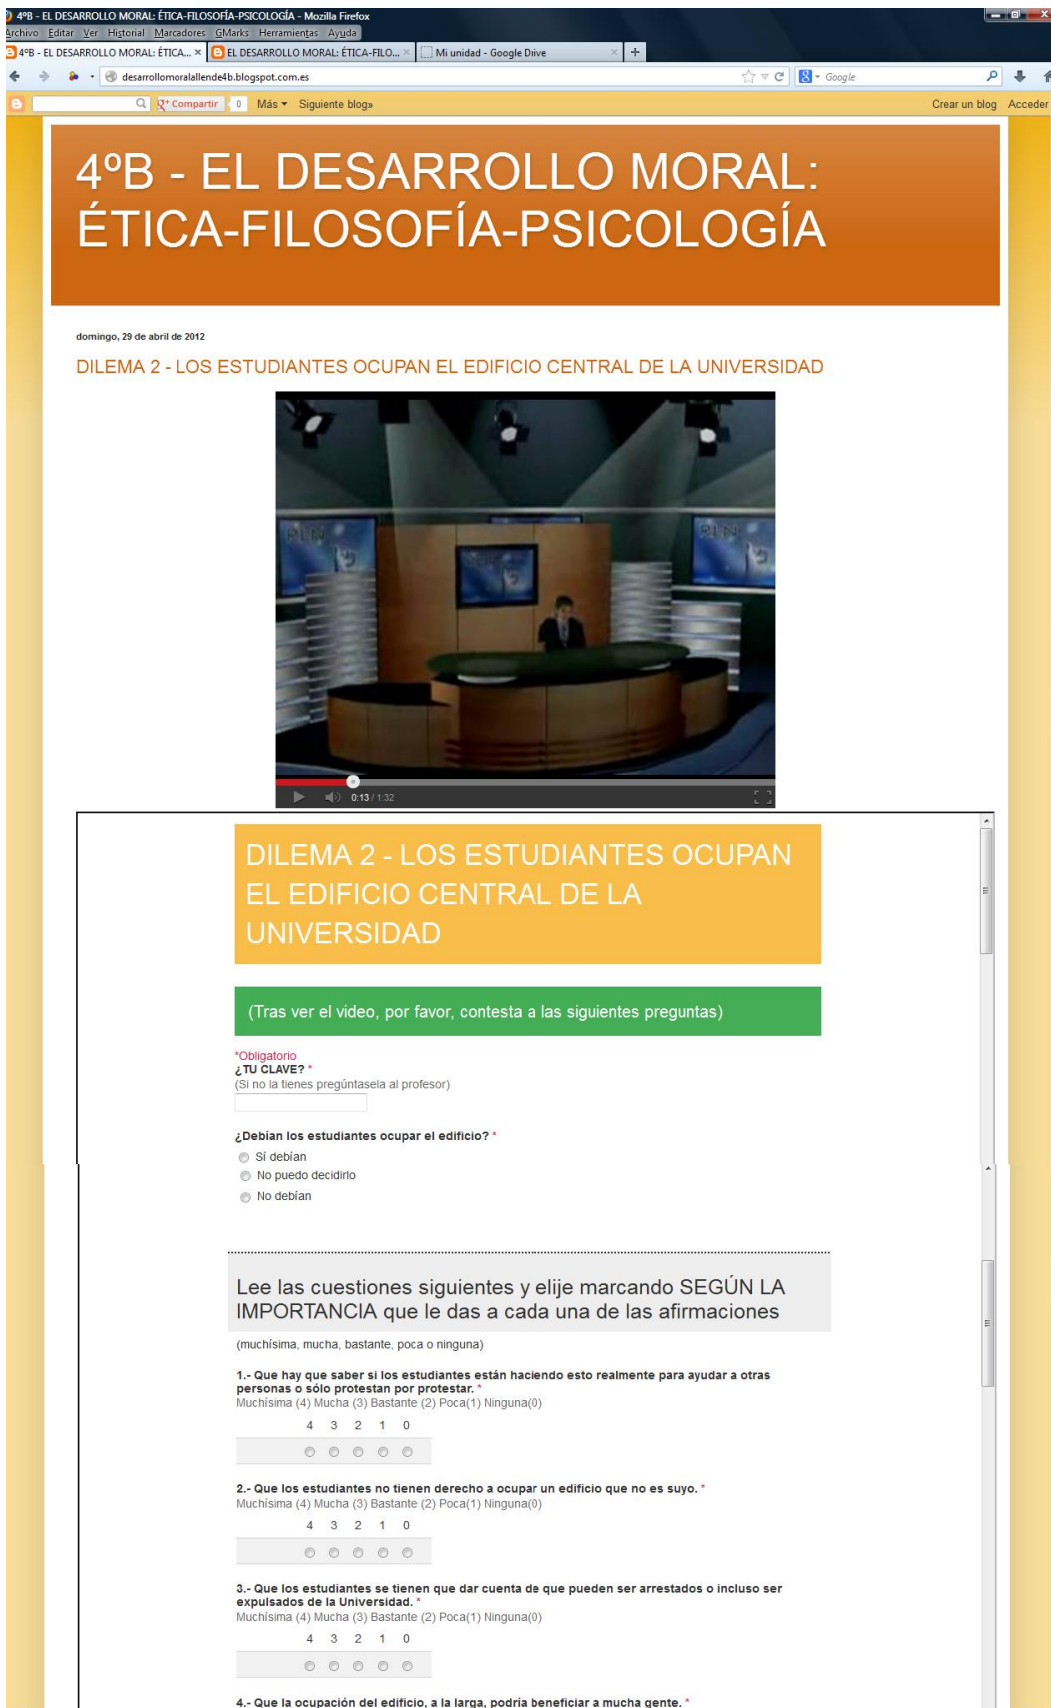 4ºB - EL DESARROLLO MORAL: ÉTICA-FILOSOFÍA-PSICOLOGÍA - Mozilla Firefox
Archivo Editar Ver Historial Marcadores GMarks Herramientas Ayuda
4ºB - EL DESARROLLO MORAL: ÉTICA... × EL DESARROLLO MORAL: ÉTICA-FILO... × Mi unidad - Google Drive × +
desarrollomoralallende4b.blogspot.com.es Google
Compartir 0 Más Siguiente blog» Crear un blog Acceder
4ºB - EL DESARROLLO MORAL:
ÉTICA-FILOSOFÍA-PSICOLOGÍA
domingo, 29 de abril de 2012
DILEMA 2 - LOS ESTUDIANTES OCUPAN EL EDIFICIO CENTRAL DE LA UNIVERSIDAD
RLN RLN
0:13 / 1:32
DILEMA 2 - LOS ESTUDIANTES OCUPAN
EL EDIFICIO CENTRAL DE LA
UNIVERSIDAD
(Tras ver el video, por favor, contesta a las siguientes preguntas)
*Obligatorio
¿TU CLAVE? *
(Si no la tienes pregúntasela al profesor)
¿Debían los estudiantes ocupar el edificio? *
Sí debían
No puedo decidirlo
No debían
Lee las cuestiones siguientes y elije marcando SEGÚN LA
IMPORTANCIA que le das a cada una de las afirmaciones
(muchísima, mucha, bastante, poca o ninguna)
1.- Que hay que saber si los estudiantes están haciendo esto realmente para ayudar a otras
personas o sólo protestan por protestar. *
Muchísima (4) Mucha (3) Bastante (2) Poca(1) Ninguna(0)
4 3 2 1 0
2.- Que los estudiantes no tienen derecho a ocupar un edificio que no es suyo. *
Muchísima (4) Mucha (3) Bastante (2) Poca(1) Ninguna(0)
4 3 2 1 0
3.- Que los estudiantes se tienen que dar cuenta de que pueden ser arrestados o incluso ser
expulsados de la Universidad. *
Muchísima (4) Mucha (3) Bastante (2) Poca(1) Ninguna(0)
4 3 2 1 0
4.- Que la ocupación del edificio, a la larga, podría beneficiar a mucha gente. *